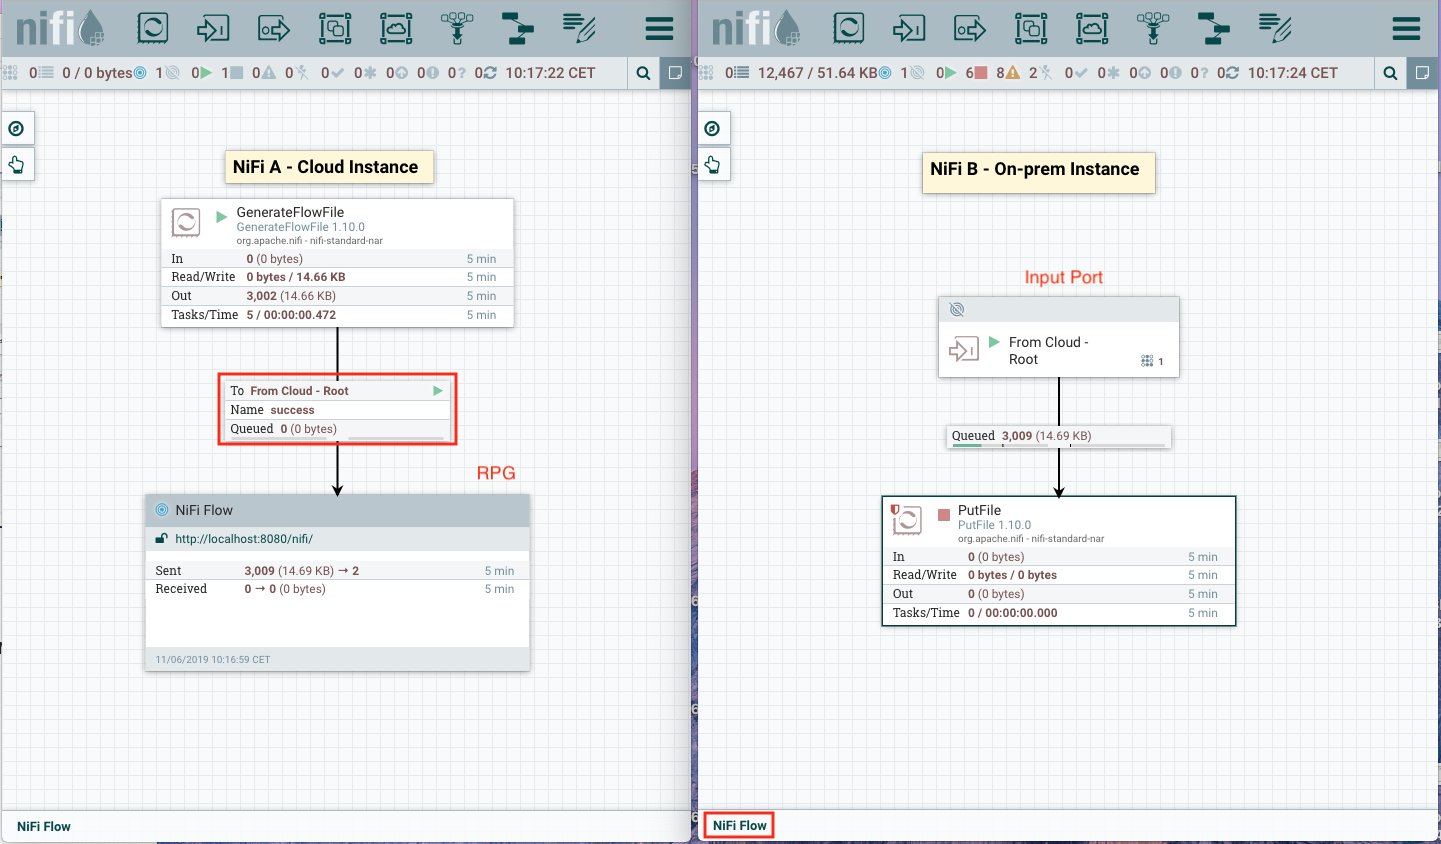 nifi
0 0 / 0 bytes 1 0 1 0 0 0 0 0 0 0 10:17:22 CET
NiFi A - Cloud Instance
GenerateFlowFile
GenerateFlowFile 1.10.0
org.apache.nifi - nifi-standard-nar
In 0 (0 bytes) 5 min
Read/Write 0 bytes / 14.66 KB 5 min
Out 3,002 (14.66 KB) 5 min
Tasks/Time 5 / 00:00:00.472 5 min
To From Cloud - Root
Name success
Queued 0 (0 bytes)
RPG
NiFi Flow
http://localhost:8080/nifi/
Sent 3,009 (14.69 KB) → 2 5 min
Received 0 → 0 (0 bytes) 5 min
11/06/2019 10:16:59 CET
NiFi Flow
nifi
0 12,467 / 51.64 KB 1 0 6 8 2 0 0 0 0 0 10:17:24 CET
NiFi B - On-prem Instance
Input Port
From Cloud -
Root
1
Queued 3,009 (14.69 KB)
PutFile
PutFile 1.10.0
org.apache.nifi - nifi-standard-nar
In 0 (0 bytes) 5 min
Read/Write 0 bytes / 0 bytes 5 min
Out 0 (0 bytes) 5 min
Tasks/Time 0 / 00:00:00.000 5 min
NiFi Flow